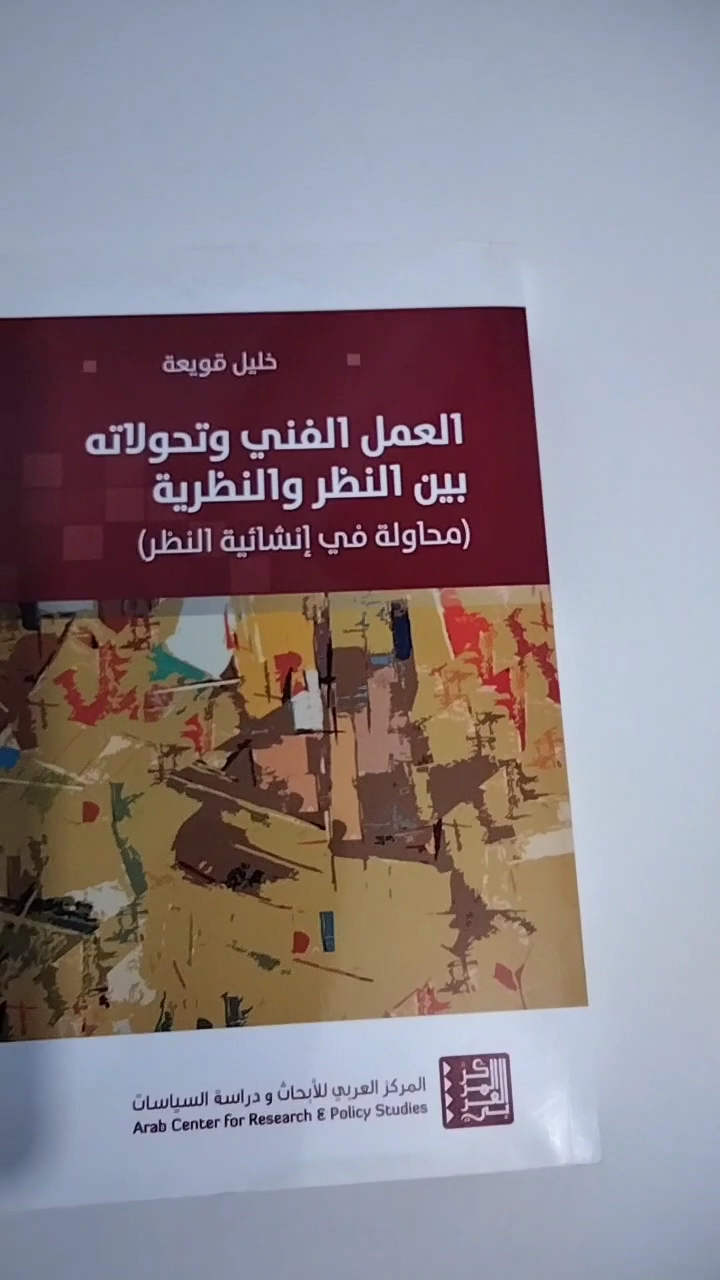 خليل قويعة
العمل الفني وتحولاته
بين النظر والنظرية
(محاولة في إنشائية النظر)
المركز العربي للأبحاث و دراسة السياسات
Arab Center for Research & Policy Studies